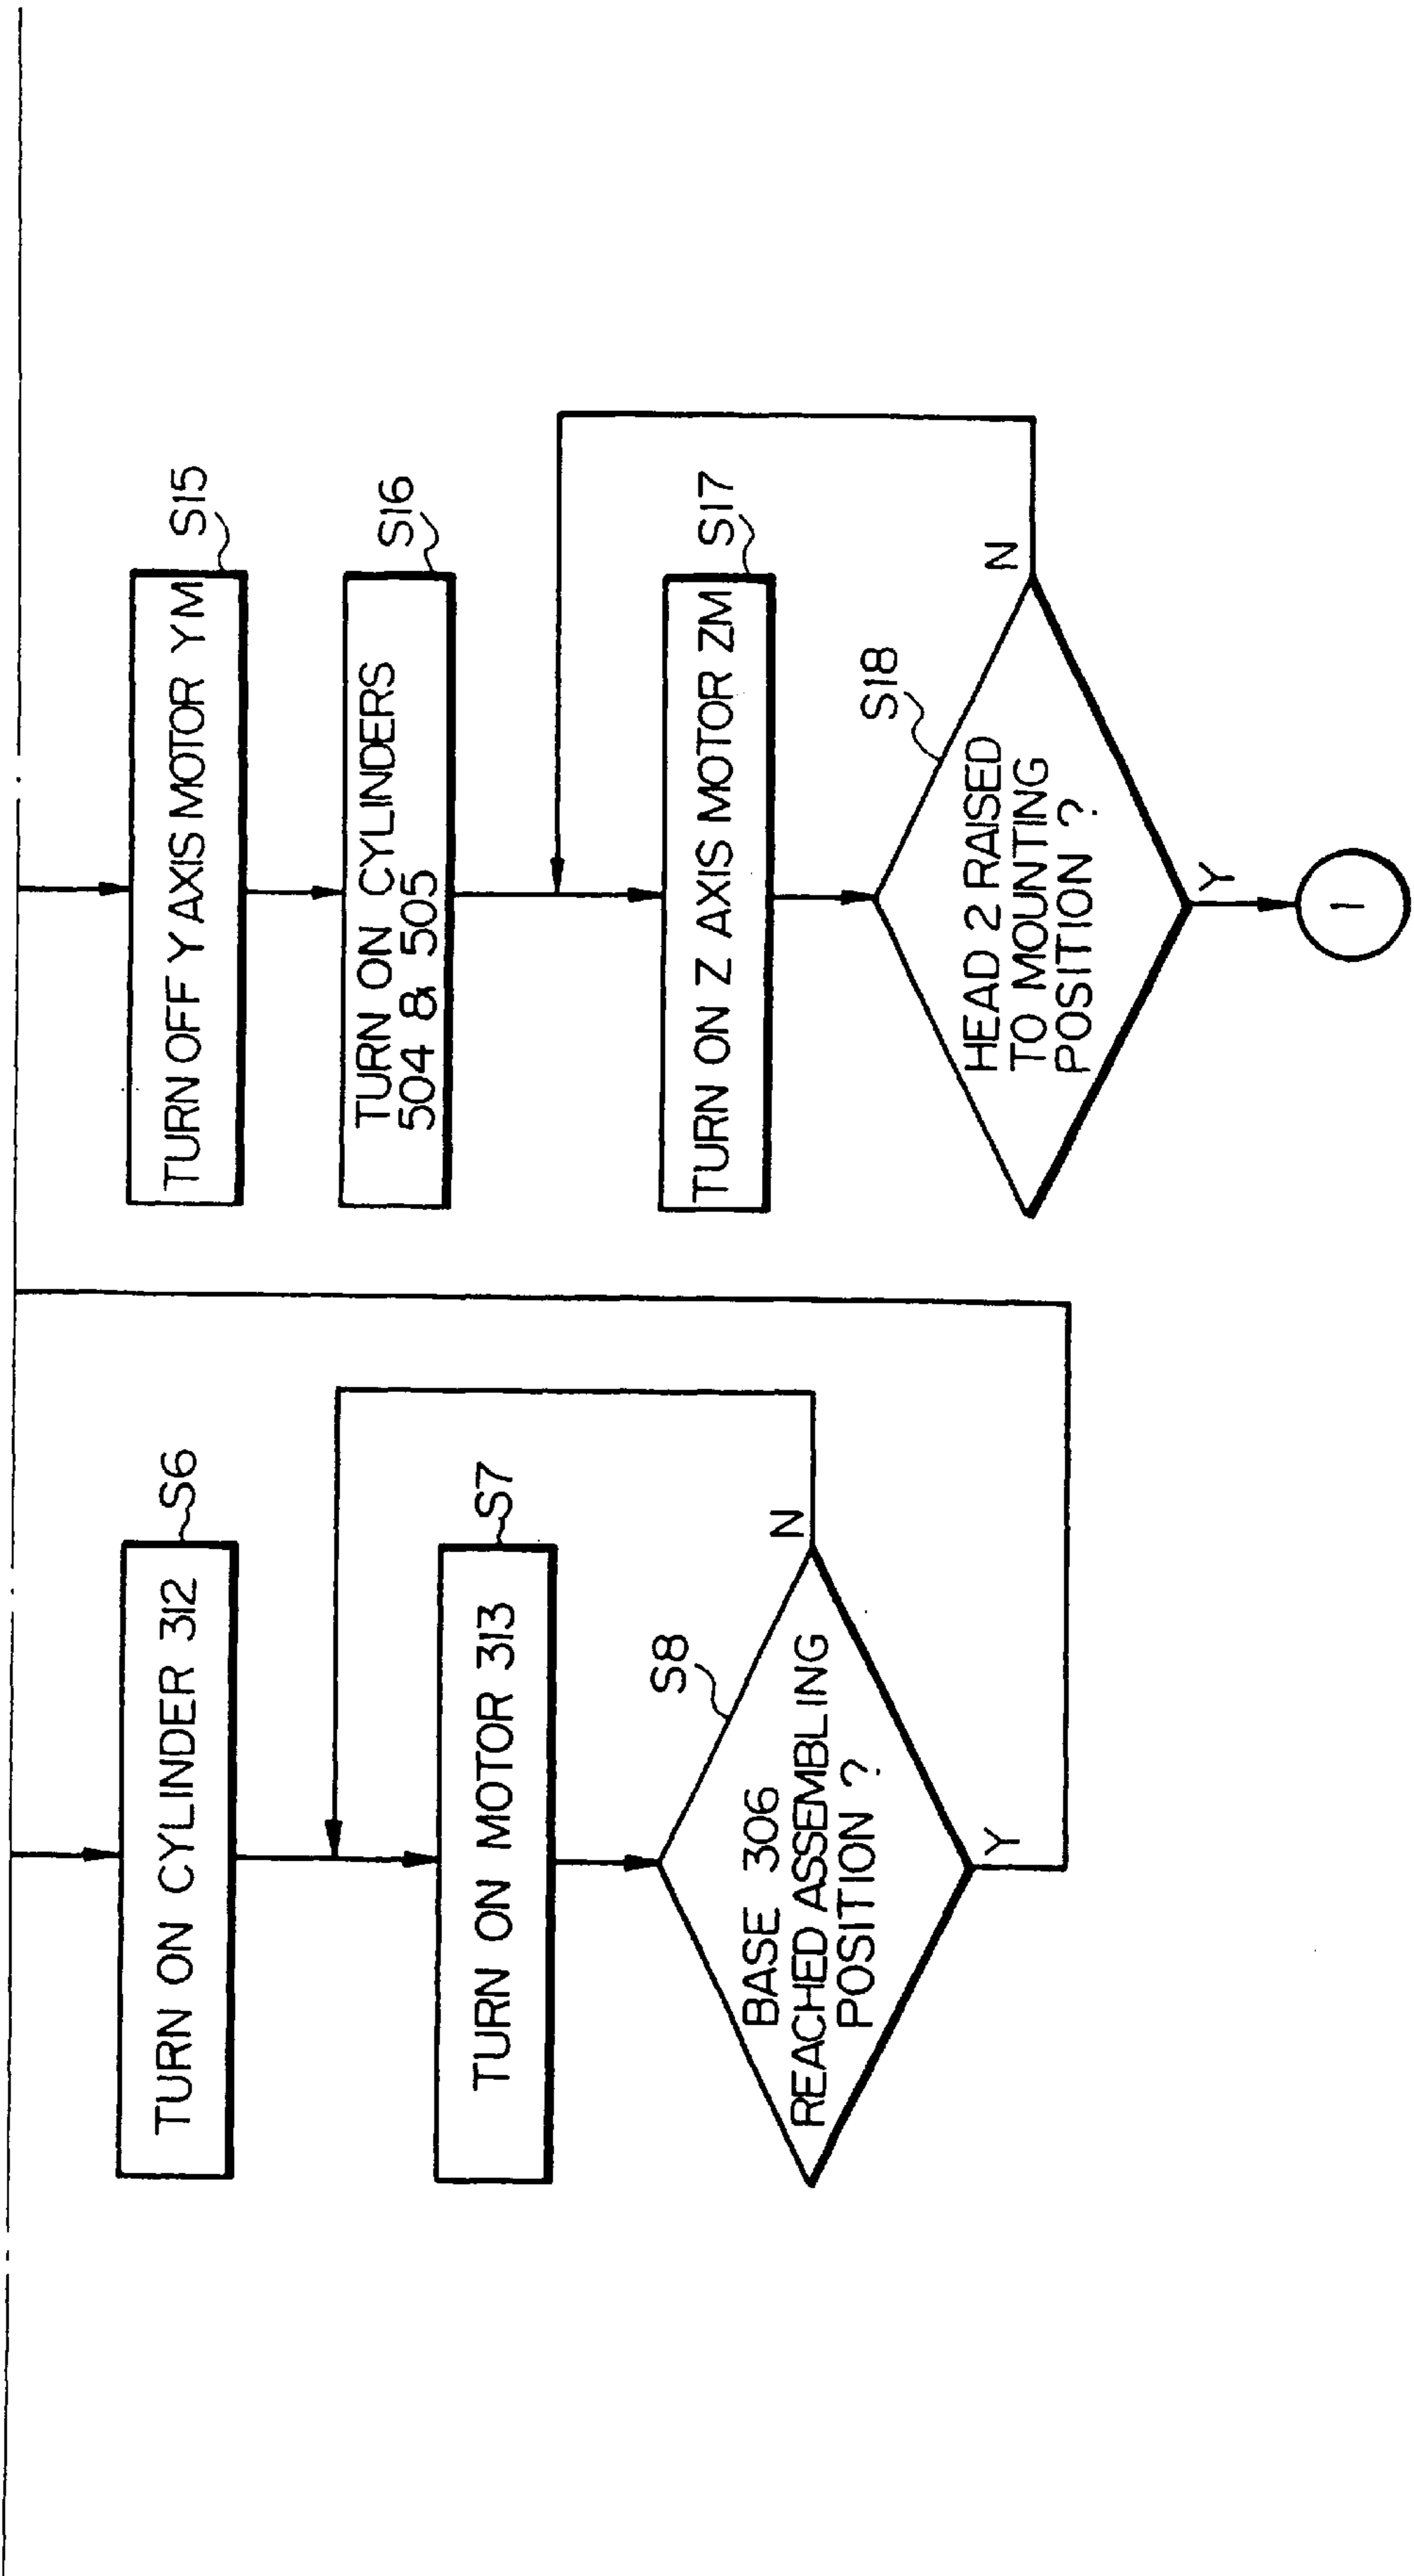 TURN ON CYLINDER 312
S6
TURN ON MOTOR 313
S7
BASE 306
REACHED ASSEMBLING
POSITION ?
S8
N
Y
TURN OFF Y AXIS MOTOR YM
S15
TURN ON CYLINDERS
504 & 505
S16
TURN ON Z AXIS MOTOR ZM
S17
HEAD 2 RAISED
TO MOUNTING
POSITION ?
S18
N
Y
1